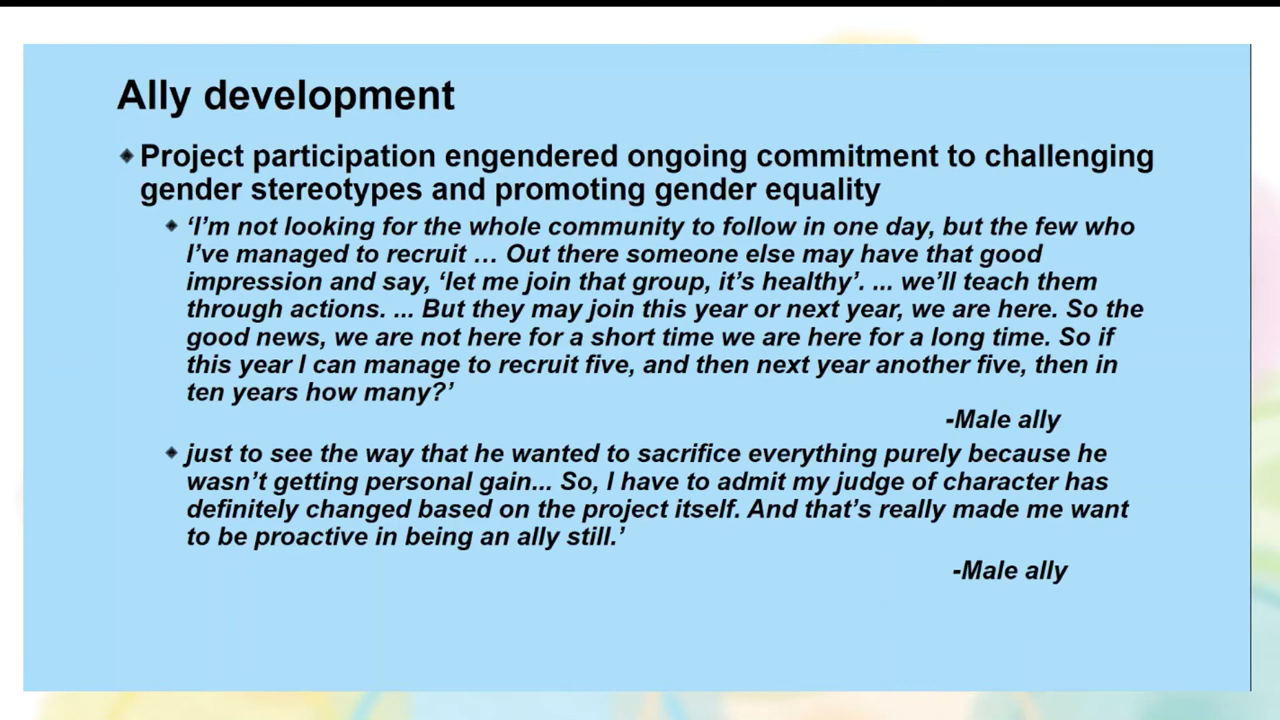 Ally development
Project participation engendered ongoing commitment to challenging
gender stereotypes and promoting gender equality
‘I’m not looking for the whole community to follow in one day, but the few who
I’ve managed to recruit … Out there someone else may have that good
impression and say, ‘let me join that group, it’s healthy’. ... we’ll teach them
through actions. ... But they may join this year or next year, we are here. So the
good news, we are not here for a short time we are here for a long time. So if
this year I can manage to recruit five, and then next year another five, then in
ten years how many?’
-Male ally
just to see the way that he wanted to sacrifice everything purely because he
wasn’t getting personal gain... So, I have to admit my judge of character has
definitely changed based on the project itself. And that’s really made me want
to be proactive in being an ally still.’
-Male ally